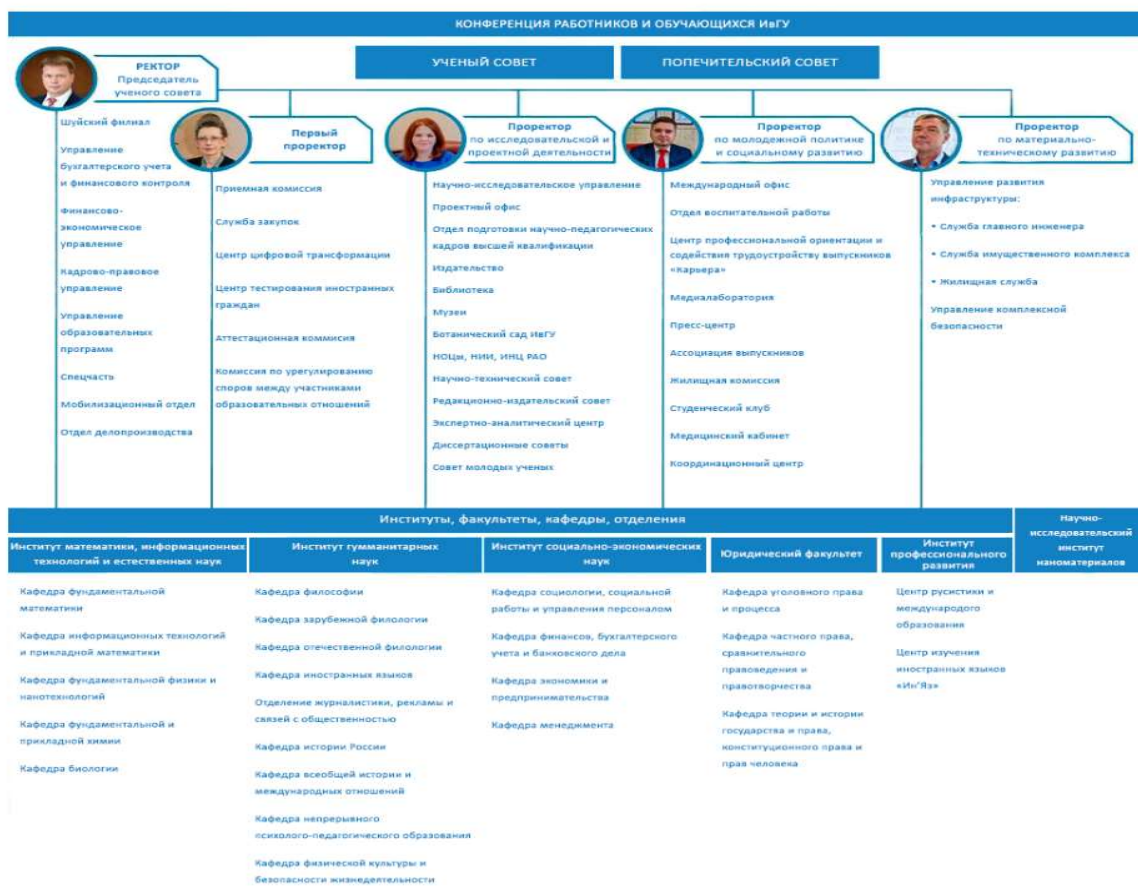 КОНФЕРЕНЦИЯ РАБОТНИКОВ И ОБУЧАЮЩИХСЯ ИвГУ
УЧЕНЫЙ СОВЕТ
ПОПЕЧИТЕЛЬСКИЙ СОВЕТ
РЕКТОР
Председатель
ученого совета
Шуйский филиал
Управление
бухгалтерского учета
и финансового контроля
Финансово-
экономическое
управление
Кадрово-правовое
управление
Управление
образовательных
программ
Спецчасть
Мобилизационный отдел
Отдел делопроизводства
Первый
проректор
Приемная комиссия
Служба закупок
Центр цифровой трансформации
Центр тестирования иностранных
граждан
Аттестационная коммисия
Комиссия по урегулированию
споров между участниками
образовательных отношений
Проректор
по исследовательской и
проектной деятельности
Научно-исследовательское управление
Проектный офис
Отдел подготовки научно-педагогических
кадров высшей квалификации
Издательство
Библиотека
Музеи
Ботанический сад ИвГУ
НОЦы, НИИ, ИНЦ РАО
Научно-технический совет
Редакционно-издательский совет
Экспертно-аналитический центр
Диссертационные советы
Совет молодых ученых
Проректор
по молодежной политике
и социальному развитию
Международный офис
Отдел воспитательной работы
Центр профессиональной ориентации и
содействия трудоустройству выпускников
«Карьера»
Медиалаборатория
Пресс-центр
Ассоциация выпускников
Жилищная комиссия
Студенческий клуб
Медицинский кабинет
Координационный центр
Проректор
по материально-
техническому развитию
Управление развития
инфраструктуры:
• Служба главного инженера
• Служба имущественного комплекса
• Жилищная служба
Управление комплексной
безопасности
Институты, факультеты, кафедры, отделения
Научно-
исследовательский
институт
наноматериалов
Институт математики, информационных
технологий и естественных наук
Кафедра фундаментальной
математики
Кафедра информационных технологий
и прикладной математики
Кафедра фундаментальной физики и
нанотехнологий
Кафедра фундаментальной и
прикладной химии
Кафедра биологии
Институт гумманитарных
наук
Кафедра философии
Кафедра зарубежной филологии
Кафедра отечественной филологии
Кафедра иностранных языков
Отделение журналистики, рекламы и
связей с общественностью
Кафедра истории России
Кафедра всеобщей истории и
международных отношений
Кафедра непрерывного
психолого-педагогического образования
Кафедра физической культуры и
безопасности жизнедеятельности
Институт социально-экономических
наук
Кафедра социологии, социальной
работы и управления персоналом
Кафедра финансов, бухгалтерского
учета и банковского дела
Кафедра экономики и
предпринимательства
Кафедра менеджмента
Юридический факультет
Кафедра уголовного права
и процесса
Кафедра частного права,
сравнительного
правоведения и
правотворчества
Кафедра теории и истории
государства и права,
конституционного права и
прав человека
Институт
профессионального
развития
Центр русистики и
международого
образования
Центр изучения
иностранных языков
«Ин'Яз»